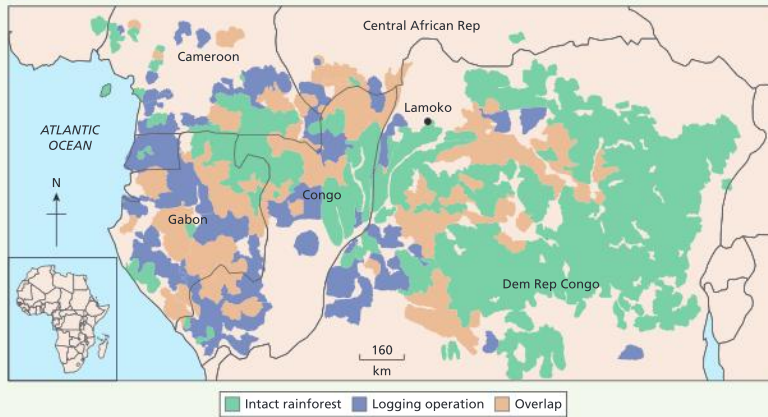 Central African Rep
Cameroon
Lamoko
ATLANTIC
OCEAN
N
Congo
Gabon
Dem Rep Congo
160
km
Intact rainforest Logging operation Overlap